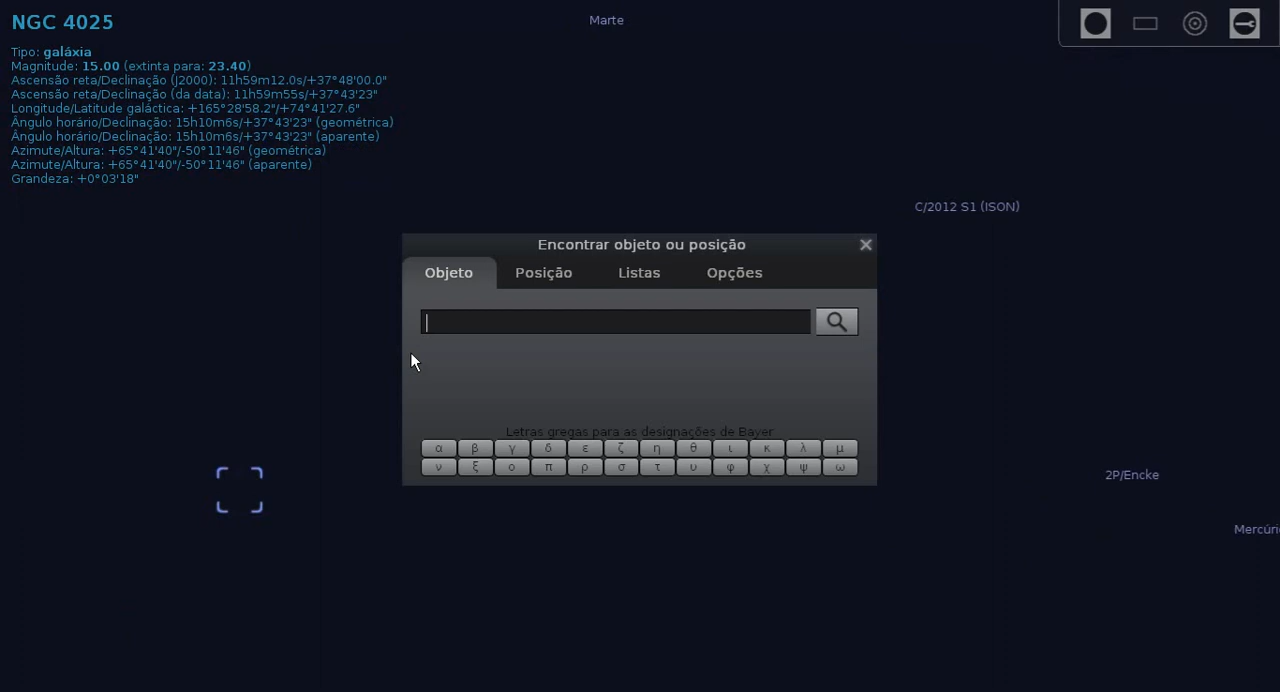 NGC 4025
Tipo: galáxia
Magnitude: 15.00 (extinta para: 23.40)
Ascensão reta/Declinação (J2000): 11h59m12.0s/+37°48'00.0"
Ascensão reta/Declinação (da data): 11h59m55s/+37°43'23"
Longitude/Latitude galáctica: +165°28'58.2"/+74°41'27.6"
Ângulo horário/Declinação: 15h10m6s/+37°43'23" (geométrica)
Ângulo horário/Declinação: 15h10m6s/+37°43'23" (aparente)
Azimute/Altura: +65°41'40"/-50°11'46" (geométrica)
Azimute/Altura: +65°41'40"/-50°11'46" (aparente)
Grandeza: +0°03'18"
Marte
C/2012 S1 (ISON)
Encontrar objeto ou posição
Objeto Posição Listas Opções
Letras gregas para as designações de Bayer
α β γ δ ε ζ η θ ι κ λ μ
ν ξ ο π ρ σ τ υ φ χ ψ ω
2P/Encke
Mercúri